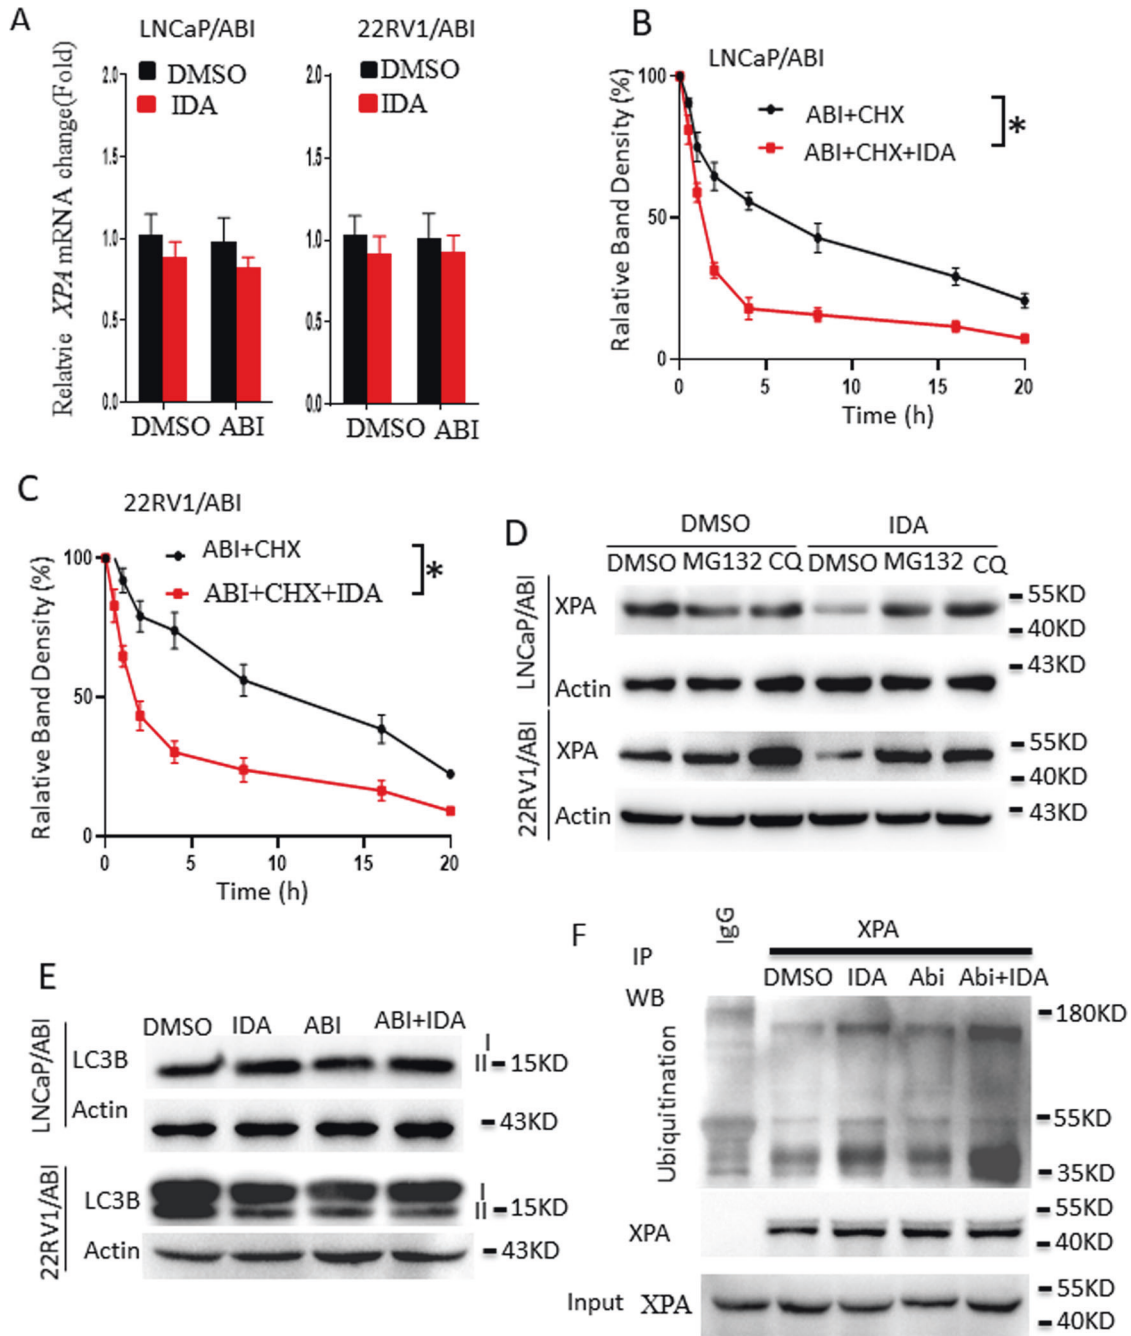 A
LNCaP/ABI
22RV1/ABI
Relatvie XPA mRNA change(Fold)
DMSO
IDA
DMSO
IDA
2.0
1.5
1.0
0.5
0.0
2.0
1.5
1.0
0.5
0.0
DMSO ABI
DMSO ABI
B
LNCaP/ABI
Ralative Band Density (%)
ABI+CHX
ABI+CHX+IDA
*
100
50
0
0 5 10 15 20
Time (h)
C
22RV1/ABI
Ralative Band Density (%)
ABI+CHX
ABI+CHX+IDA
*
100
50
0
0 5 10 15 20
Time (h)
D
DMSO IDA
DMSO MG132 CQ DMSO MG132 CQ
LNCaP/ABI
XPA
55KD
40KD
Actin
43KD
22RV1/ABI
XPA
55KD
40KD
Actin
43KD
E
DMSO IDA ABI ABI+IDA
LNCaP/ABI
LC3B
I
II 15KD
Actin
43KD
22RV1/ABI
LC3B
I
II 15KD
Actin
43KD
F
IP
IgG
XPA
DMSO IDA Abi Abi+IDA
WB
Ubiquitination
180KD
55KD
35KD
XPA
55KD
40KD
Input XPA
55KD
40KD